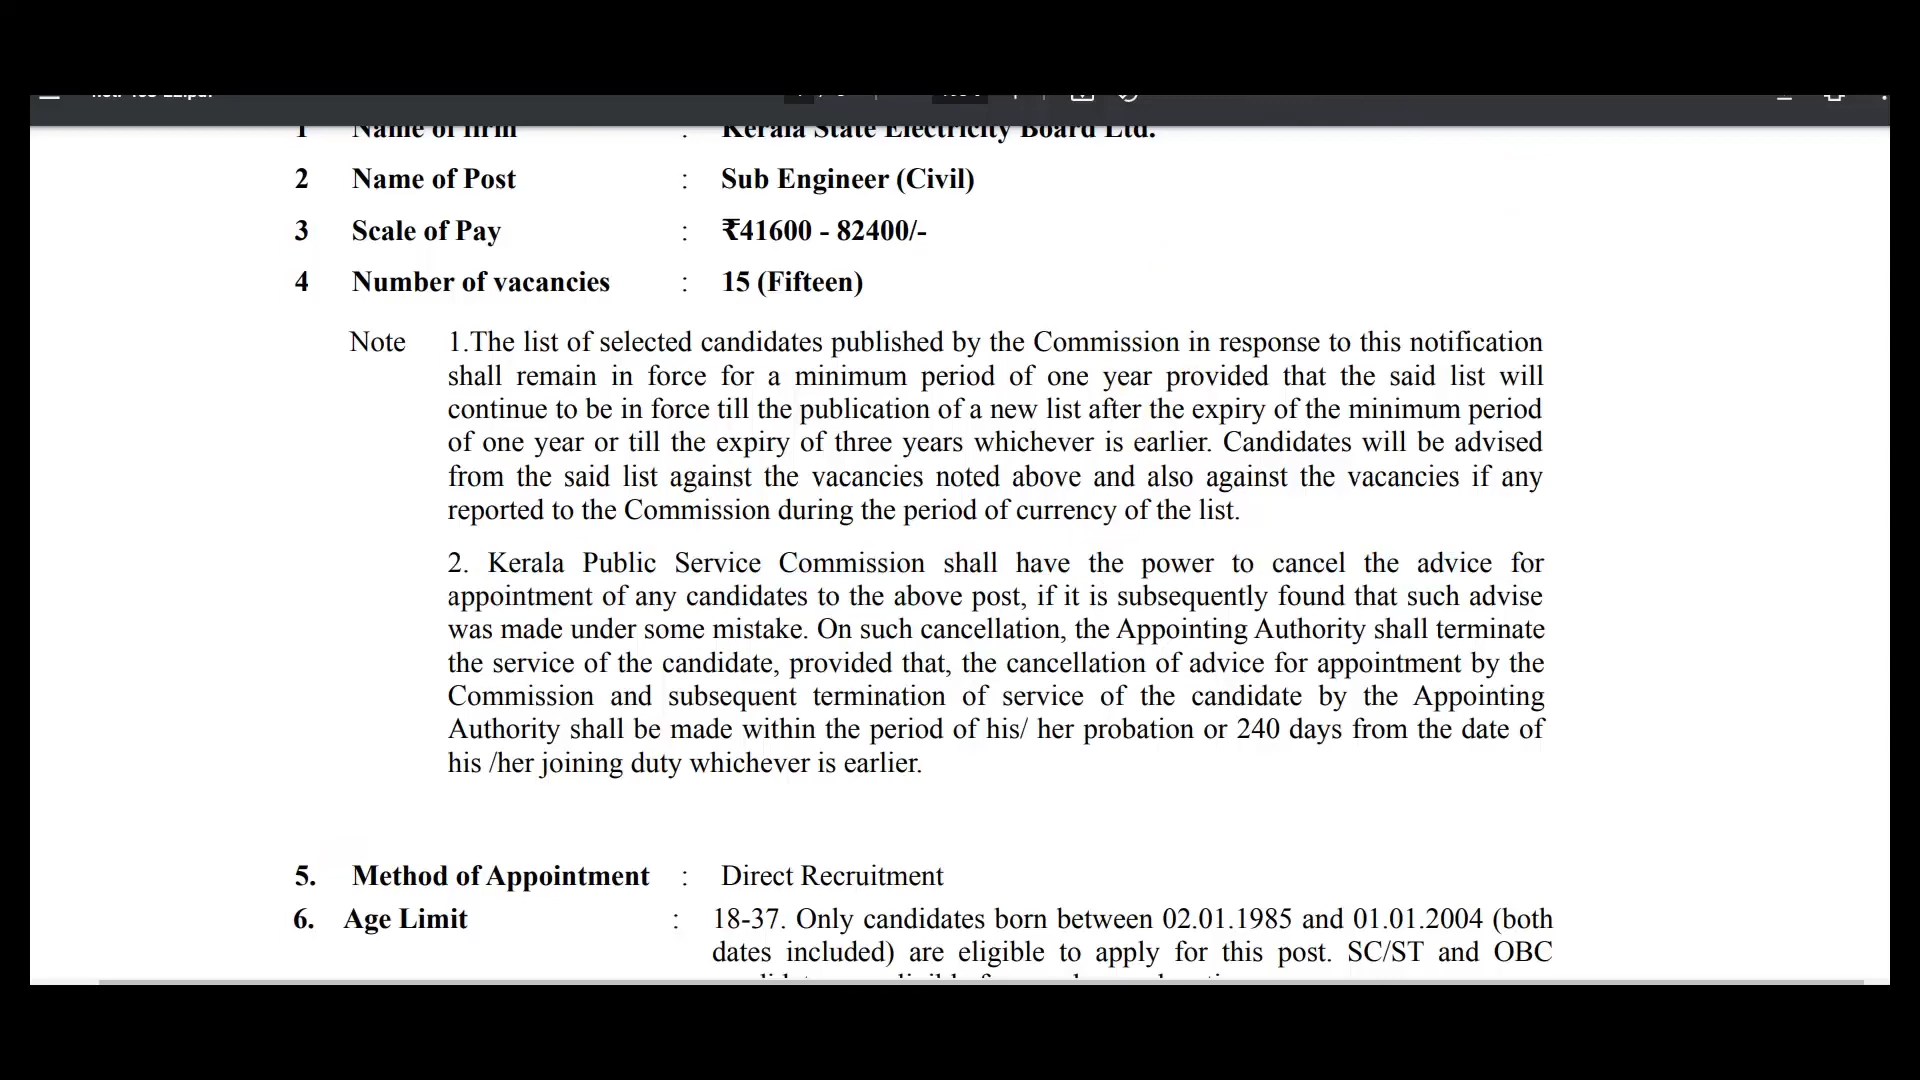 1 Name of firm : Kerala State Electricity Board Ltd.
2 Name of Post : Sub Engineer (Civil)
3 Scale of Pay : ₹41600 - 82400/-
4 Number of vacancies : 15 (Fifteen)
Note 1.The list of selected candidates published by the Commission in response to this notification
shall remain in force for a minimum period of one year provided that the said list will
continue to be in force till the publication of a new list after the expiry of the minimum period
of one year or till the expiry of three years whichever is earlier. Candidates will be advised
from the said list against the vacancies noted above and also against the vacancies if any
reported to the Commission during the period of currency of the list.
2. Kerala Public Service Commission shall have the power to cancel the advice for
appointment of any candidates to the above post, if it is subsequently found that such advise
was made under some mistake. On such cancellation, the Appointing Authority shall terminate
the service of the candidate, provided that, the cancellation of advice for appointment by the
Commission and subsequent termination of service of the candidate by the Appointing
Authority shall be made within the period of his/ her probation or 240 days from the date of
his /her joining duty whichever is earlier.
5. Method of Appointment : Direct Recruitment
6. Age Limit : 18-37. Only candidates born between 02.01.1985 and 01.01.2004 (both
dates included) are eligible to apply for this post. SC/ST and OBC